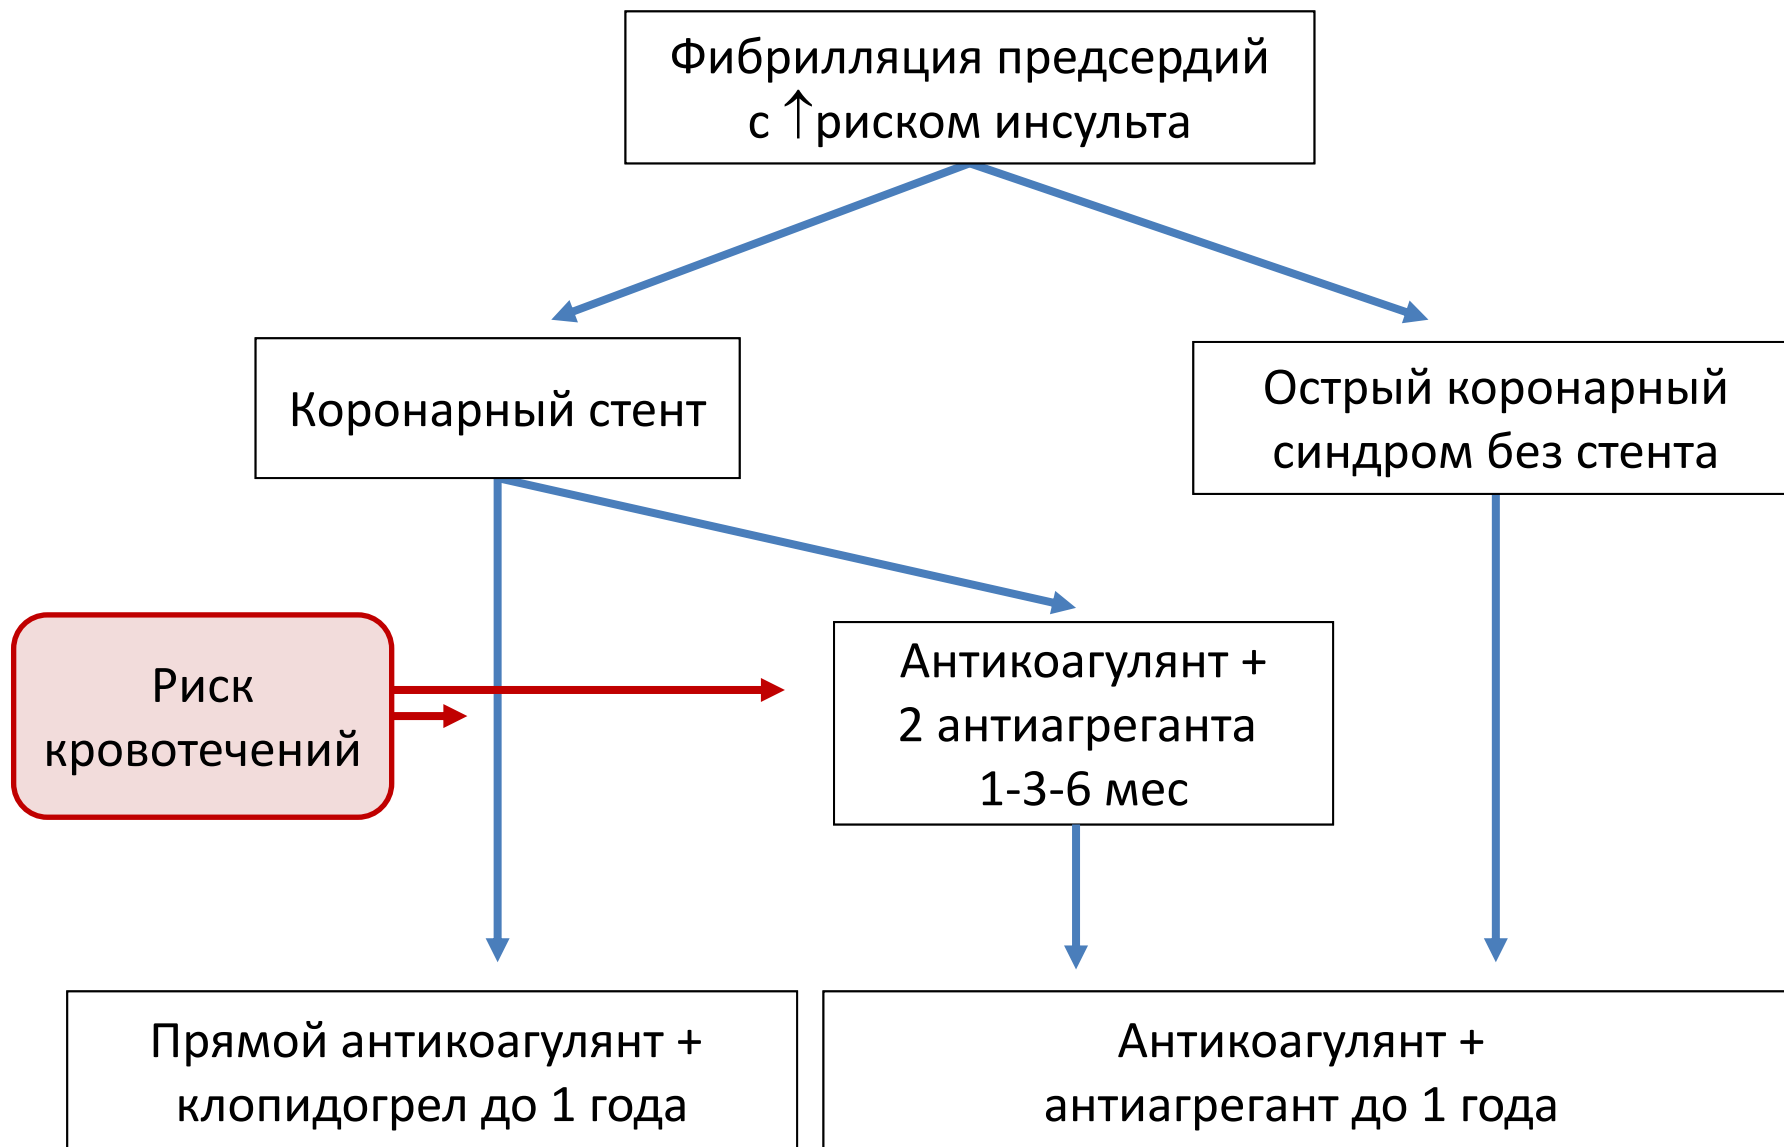 Фибрилляция предсердий
с ↑риском инсульта
Коронарный стент
Острый коронарный
синдром без стента
Риск
кровотечений
Антикоагулянт +
2 антиагреганта
1-3-6 мес
Прямой антикоагулянт +
клопидогрел до 1 года
Антикоагулянт +
антиагрегант до 1 года